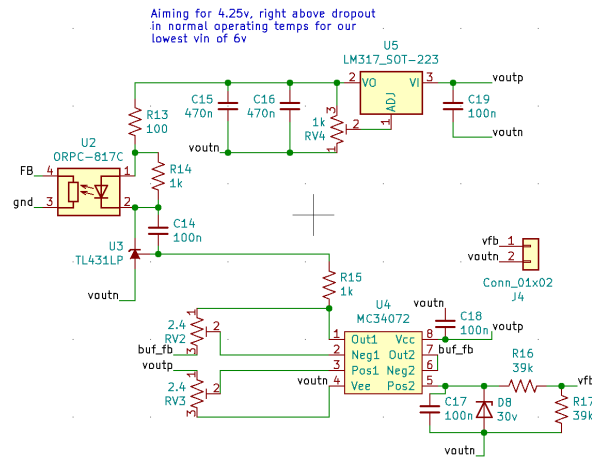 Aiming for 4.25v, right above dropout
in normal operating temps for our
lowest vin of 6v
U5
LM317_SOT-223
2 VO VI 3 voutp
ADJ
1
C15
470n
C16
470n
1k
RV4
3
2
1
C19
100n
voutn
voutn
R13
100
U2
ORPC-817C
FB 4 1
gnd 3 2
R14
1k
C14
100n
U3
TL431LP
voutn
vfb 1
voutn 2
Conn_01x02
J4
R15
1k
U4
MC34072
voutn
C18
100n
voutp
1 Out1 Vcc 8
2 Neg1 Out2 7 buf_fb
3 Pos1 Neg2 6
voutn 4 Vee Pos2 5
1
2.4
RV2
2
buf_fb 3
voutp
1
2.4
RV3
2
3
R16
39k
vfb
C17
100n
D8
30v
R17
39k
voutn